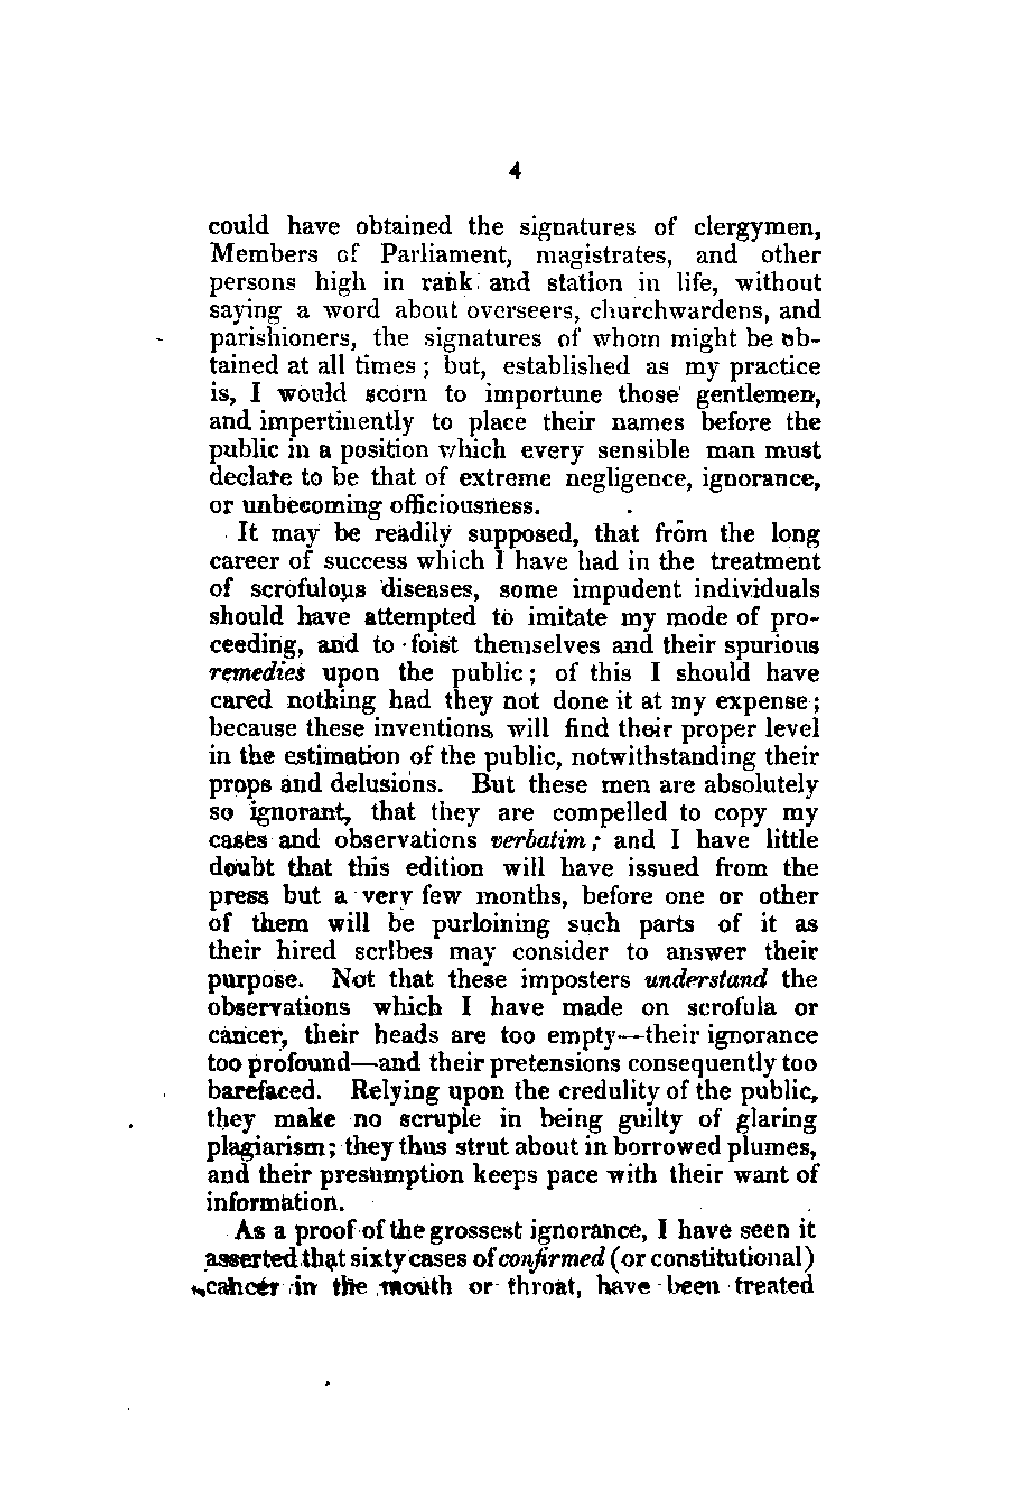 4
could have obtained the signatures of clergymen,
Members of Parliament, magistrates, and other
persons high in rank and station in life, without
saying a word about overseers, churchwardens, and
parishioners, the signatures of whom might be ob-
tained at all times; but, established as my practice
is, I would scorn to importune those gentlemen,
and impertinently to place their names before the
public in a position which every sensible man must
declare to be that of extreme negligence, ignorance,
or unbecoming officiousness.
It may be readily supposed, that from the long
career of success which I have had in the treatment
of scrofulous diseases, some impudent individuals
should have attempted to imitate my mode of pro-
ceeding, and to foist themselves and their spurious
remedies upon the public; of this I should have
cared nothing had they not done it at my expense;
because these inventions will find their proper level
in the estimation of the public, notwithstanding their
props and delusions. But these men are absolutely
so ignorant, that they are compelled to copy my
cases and observations verbatim; and I have little
doubt that this edition will have issued from the
press but a very few months, before one or other
of them will be purloining such parts of it as
their hired scribes may consider to answer their
purpose. Not that these imposters understand the
observations which I have made on scrofula or
cancer, their heads are too empty—their ignorance
too profound—and their pretensions consequently too
barefaced. Relying upon the credulity of the public,
they make no scruple in being guilty of glaring
plagiarism; they thus strut about in borrowed plumes,
and their presumption keeps pace with their want of
information.
As a proof of the grossest ignorance, I have seen it
asserted that sixty cases of confirmed (or constitutional)
cancer in the mouth or throat, have been treated